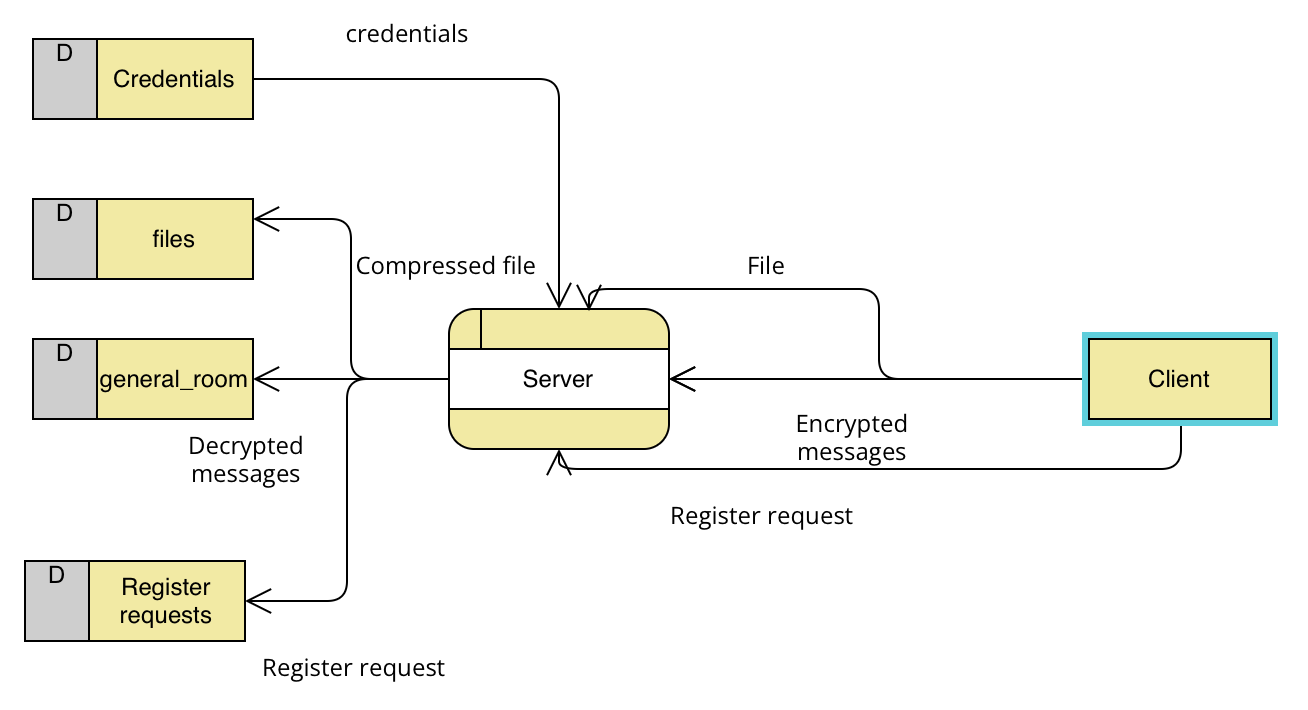 credentials
D
Credentials
D
files
Compressed file
File
D
general_room
Server
Client
Decrypted
messages
Encrypted
messages
Register request
D
Register
requests
Register request